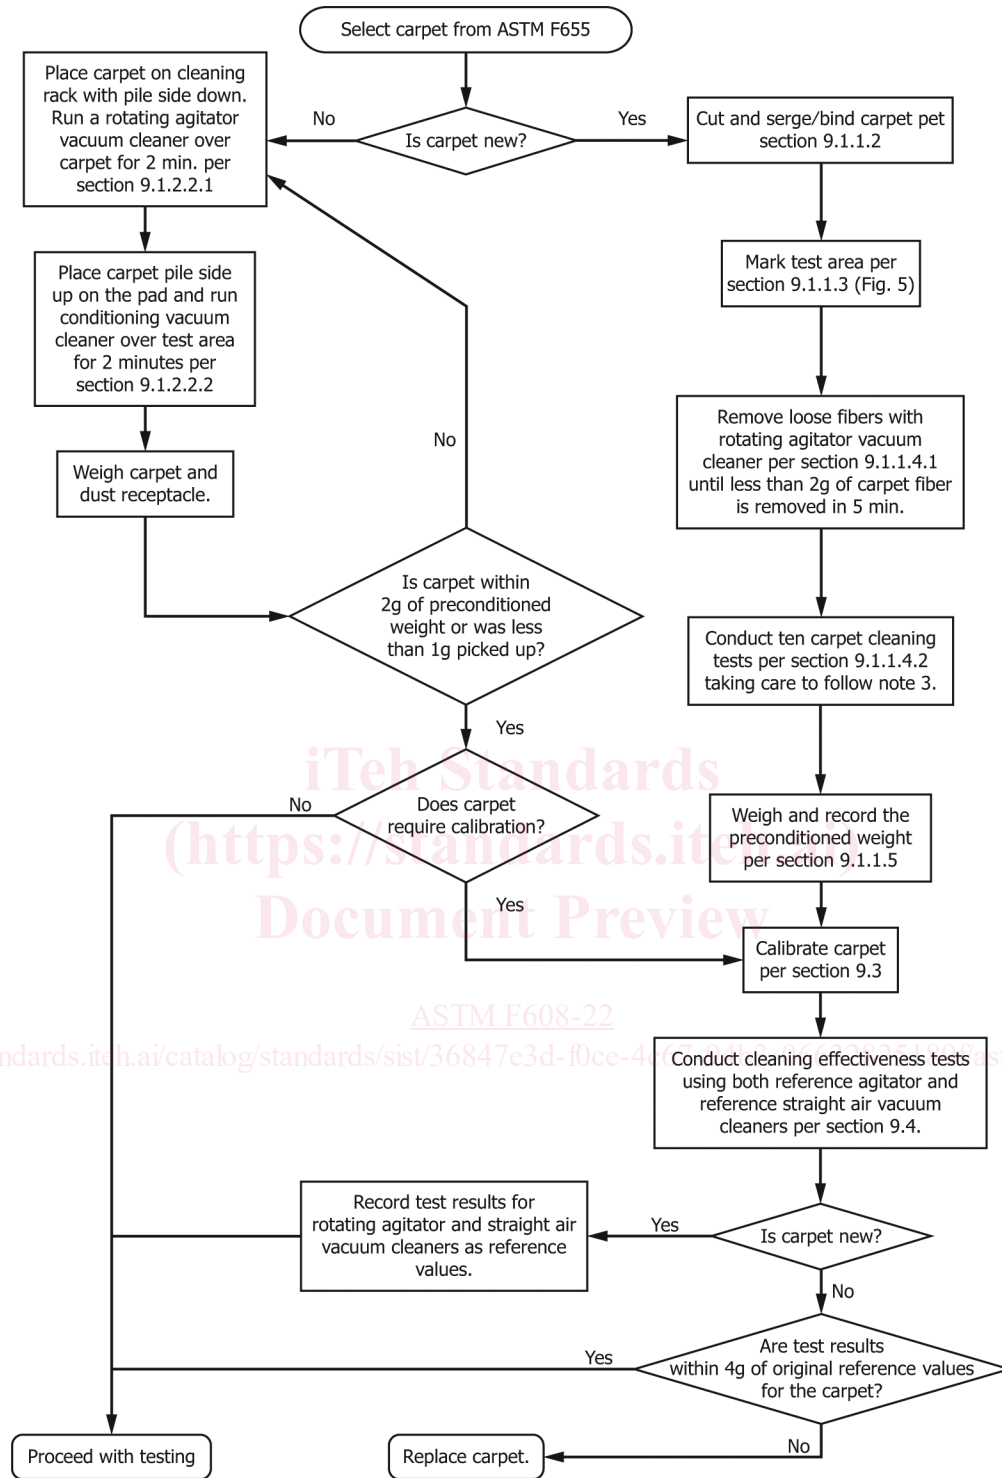 Select carpet from ASTM F655
Place carpet on cleaning
rack with pile side down.
Run a rotating agitator
vacuum cleaner over
carpet for 2 min. per
section 9.1.2.2.1
No
Is carpet new?
Yes
Cut and serge/bind carpet pet
section 9.1.1.2
Place carpet pile side
up on the pad and run
conditioning vacuum
cleaner over test area
for 2 minutes per
section 9.1.2.2.2
Mark test area per
section 9.1.1.3 (Fig. 5)
Weigh carpet and
dust receptacle.
No
Remove loose fibers with
rotating agitator vacuum
cleaner per section 9.1.1.4.1
until less than 2g of carpet fiber
is removed in 5 min.
Is carpet within
2g of preconditioned
weight or was less
than 1g picked up?
Conduct ten carpet cleaning
tests per section 9.1.1.4.2
taking care to follow note 3.
Yes
iTeh Standards
(https://standards.iteh.ai)
Document Preview
No
Does carpet
require calibration?
Yes
Weigh and record the
preconditioned weight
per section 9.1.1.5
Calibrate carpet
per section 9.3
ASTM F608-22
ndards.iteh.ai/catalog/standards/sist/36847e3d-f0ce-4c67-
Conduct cleaning effectiveness tests
using both reference agitator and
reference straight air vacuum
cleaners per section 9.4.
Record test results for
rotating agitator and straight air
vacuum cleaners as reference
values.
Yes
Is carpet new?
No
Are test results
within 4g of original reference values
for the carpet?
Yes
No
Proceed with testing
Replace carpet.